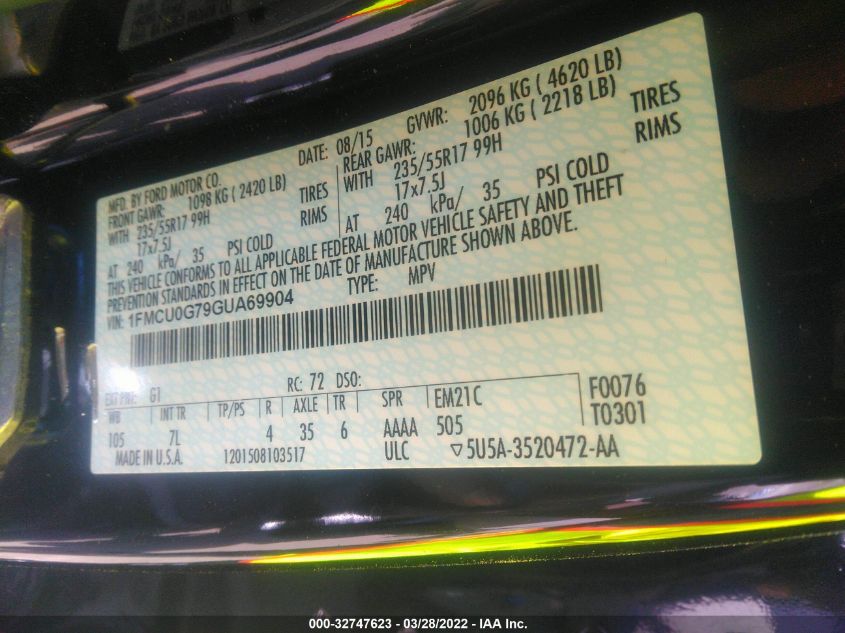 MFD. BY FORD MOTOR CO.
DATE: 08/15 GVWR: 2096 KG ( 4620 LB)
FRONT GAWR: 1098 KG ( 2420 LB)
REAR GAWR: 1006 KG ( 2218 LB)
WITH 235/55R17 99H TIRES
WITH 235/55R17 99H TIRES
17x7.5J RIMS
17x7.5J RIMS
AT 240 kPa/ 35 PSI COLD
AT 240 kPa/ 35 PSI COLD
THIS VEHICLE CONFORMS TO ALL APPLICABLE FEDERAL MOTOR VEHICLE SAFETY AND THEFT
PREVENTION STANDARDS IN EFFECT ON THE DATE OF MANUFACTURE SHOWN ABOVE.
VIN: 1FMCU0G79GUA69904 TYPE: MPV
EXT PNT: G1 RC: 72 DSO:
WB INT TR TP/PS R AXLE TR SPR EM21C F0076
105 7L 4 35 6 AAAA 505 T0301
MADE IN U.S.A. 1201508103517 ULC ▽5U5A-3520472-AA
000-32747623 - 03/28/2022 - IAA Inc.